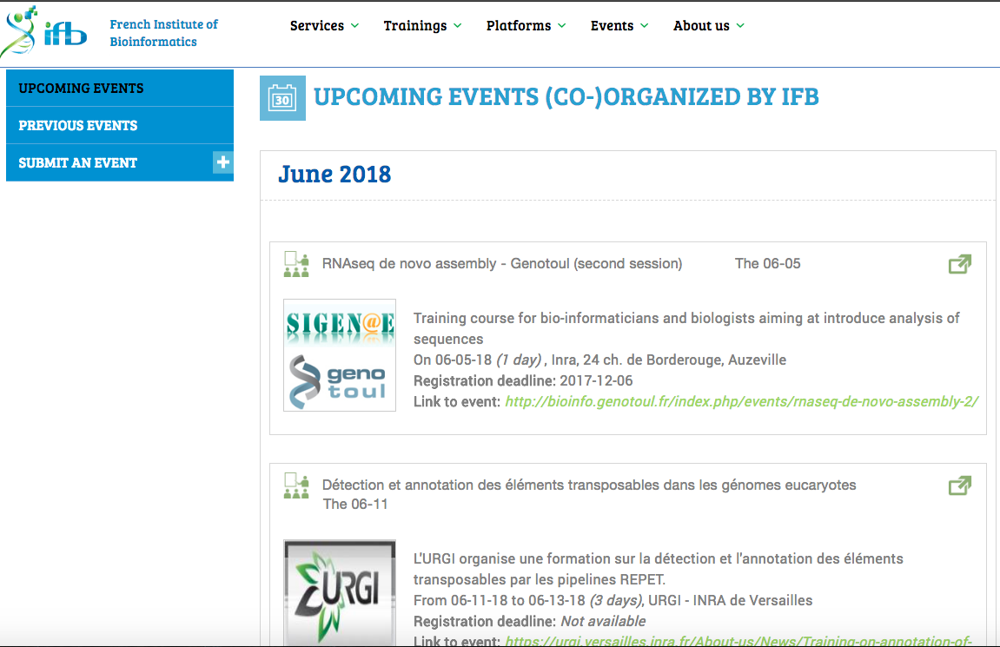 ifb
French Institute of
Bioinformatics
Services
Trainings
Platforms
Events
About us
UPCOMING EVENTS
PREVIOUS EVENTS
SUBMIT AN EVENT
+
30
UPCOMING EVENTS (CO-)ORGANIZED BY IFB
June 2018
RNAseq de novo assembly - Genotoul (second session) The 06-05
SIGEN@E
geno
toul
Training course for bio-informaticians and biologists aiming at introduce analysis of
sequences
On 06-05-18 (1 day) , Inra, 24 ch. de Borderouge, Auzeville
Registration deadline: 2017-12-06
Link to event: http://bioinfo.genotoul.fr/index.php/events/rnaseq-de-novo-assembly-2/
Détection et annotation des éléments transposables dans les génomes eucaryotes
The 06-11
URGI
L'URGI organise une formation sur la détection et l'annotation des éléments
transposables par les pipelines REPET.
From 06-11-18 to 06-13-18 (3 days), URGI - INRA de Versailles
Registration deadline: Not available
Link to event: https://urgi.versailles.inra.fr/About-us/News/Training-on-annotation-of-